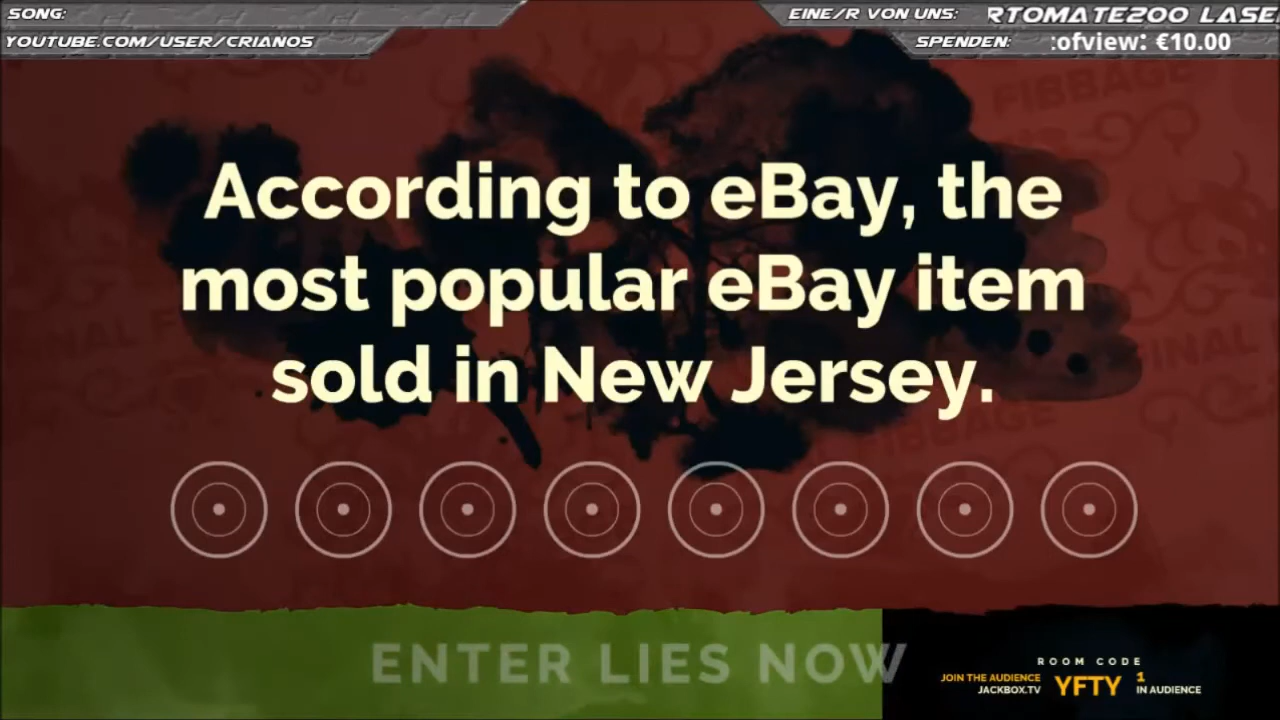 SONG:
EINE/R VON UNS: RTOMATE200 LASE
YOUTUBE.COM/USER/CRIANOS
SPENDEN: :ofview: €10.00
FIBBAGE
According to eBay, the
most popular eBay item
sold in New Jersey.
ENTER LIES NOW
ROOM CODE
JOIN THE AUDIENCE
JACKBOX.TV
YFTY
1
IN AUDIENCE